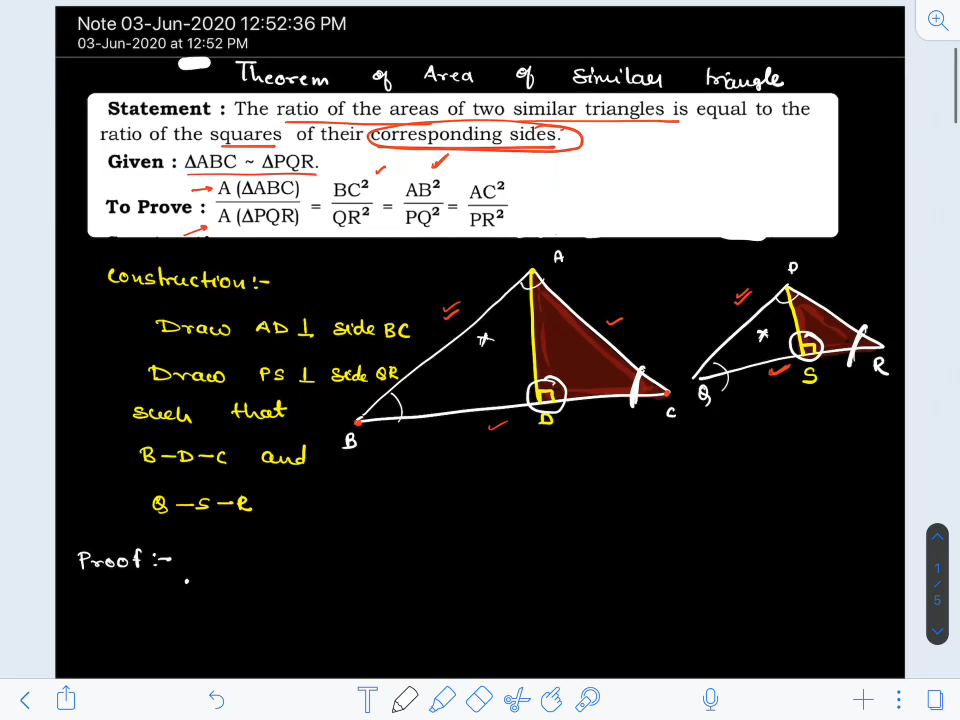 Note 03-Jun-2020 12:52:36 PM
03-Jun-2020 at 12:52 PM
Theorem of Area of Similar triangle
Statement : The ratio of the areas of two similar triangles is equal to the
ratio of the squares of their corresponding sides.
Given : ΔABC ~ ΔPQR.
To Prove : A (ΔABC) / A (ΔPQR) = BC² / QR² = AB² / PQ² = AC² / PR²
Construction :-
Draw AD ⊥ side BC
Draw PS ⊥ side QR
such that
B-D-C and
Q-S-R
Proof :-
A
B
D
C
P
Q
S
R
T
1
/
5